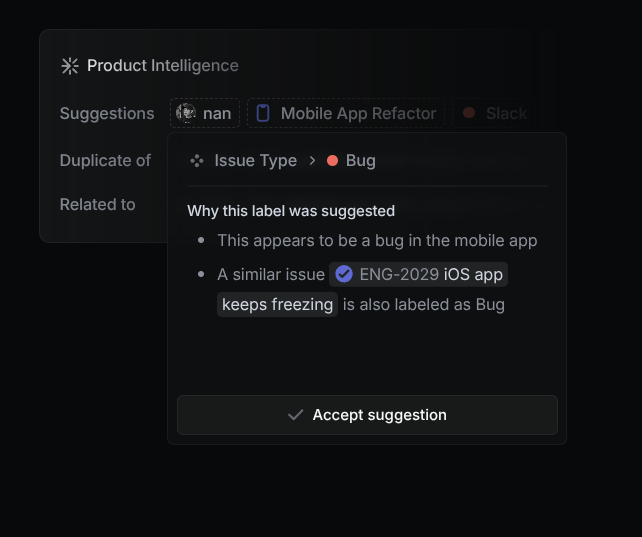 Product Intelligence
Suggestions nan Mobile App Refactor Slack
Duplicate of
Issue Type > Bug
Why this label was suggested
Related to
• This appears to be a bug in the mobile app
• A similar issue ENG-2029 iOS app
keeps freezing is also labeled as Bug
Accept suggestion